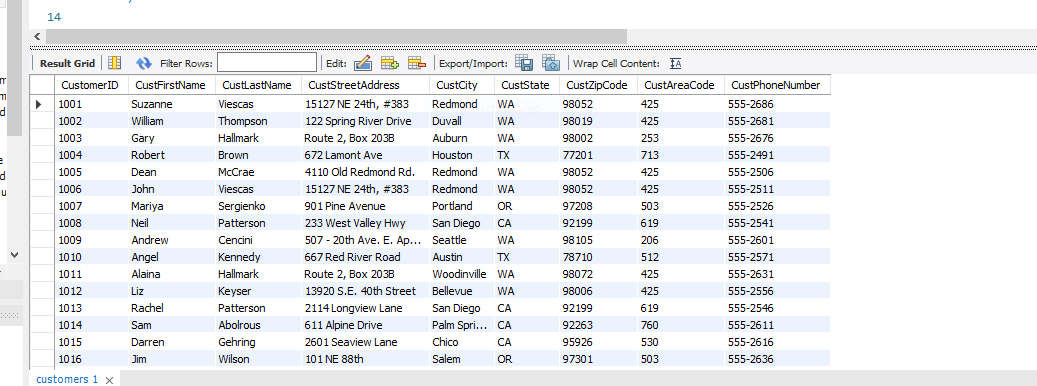 14
Result Grid Filter Rows: Edit: Export/Import: Wrap Cell Content:
CustomerID CustFirstName CustLastName CustStreetAddress CustCity CustState CustZipCode CustAreaCode CustPhoneNumber
1001 Suzanne Viescas 15127 NE 24th, #383 Redmond WA 98052 425 555-2686
1002 William Thompson 122 Spring River Drive Duvall WA 98019 425 555-2681
1003 Gary Hallmark Route 2, Box 203B Auburn WA 98002 253 555-2676
1004 Robert Brown 672 Lamont Ave Houston TX 77201 713 555-2491
1005 Dean McCrae 4110 Old Redmond Rd. Redmond WA 98052 425 555-2506
1006 John Viescas 15127 NE 24th, #383 Redmond WA 98052 425 555-2511
1007 Mariya Sergienko 901 Pine Avenue Portland OR 97208 503 555-2526
1008 Neil Patterson 233 West Valley Hwy San Diego CA 92199 619 555-2541
1009 Andrew Cencini 507 - 20th Ave. E. Ap... Seattle WA 98105 206 555-2601
1010 Angel Kennedy 667 Red River Road Austin TX 78710 512 555-2571
1011 Alaina Hallmark Route 2, Box 203B Woodinville WA 98072 425 555-2631
1012 Liz Keyser 13920 S.E. 40th Street Bellevue WA 98006 425 555-2556
1013 Rachel Patterson 2114 Longview Lane San Diego CA 92199 619 555-2546
1014 Sam Abolrous 611 Alpine Drive Palm Spri... CA 92263 760 555-2611
1015 Darren Gehring 2601 Seaview Lane Chico CA 95926 530 555-2616
1016 Jim Wilson 101 NE 88th Salem OR 97301 503 555-2636
customers 1